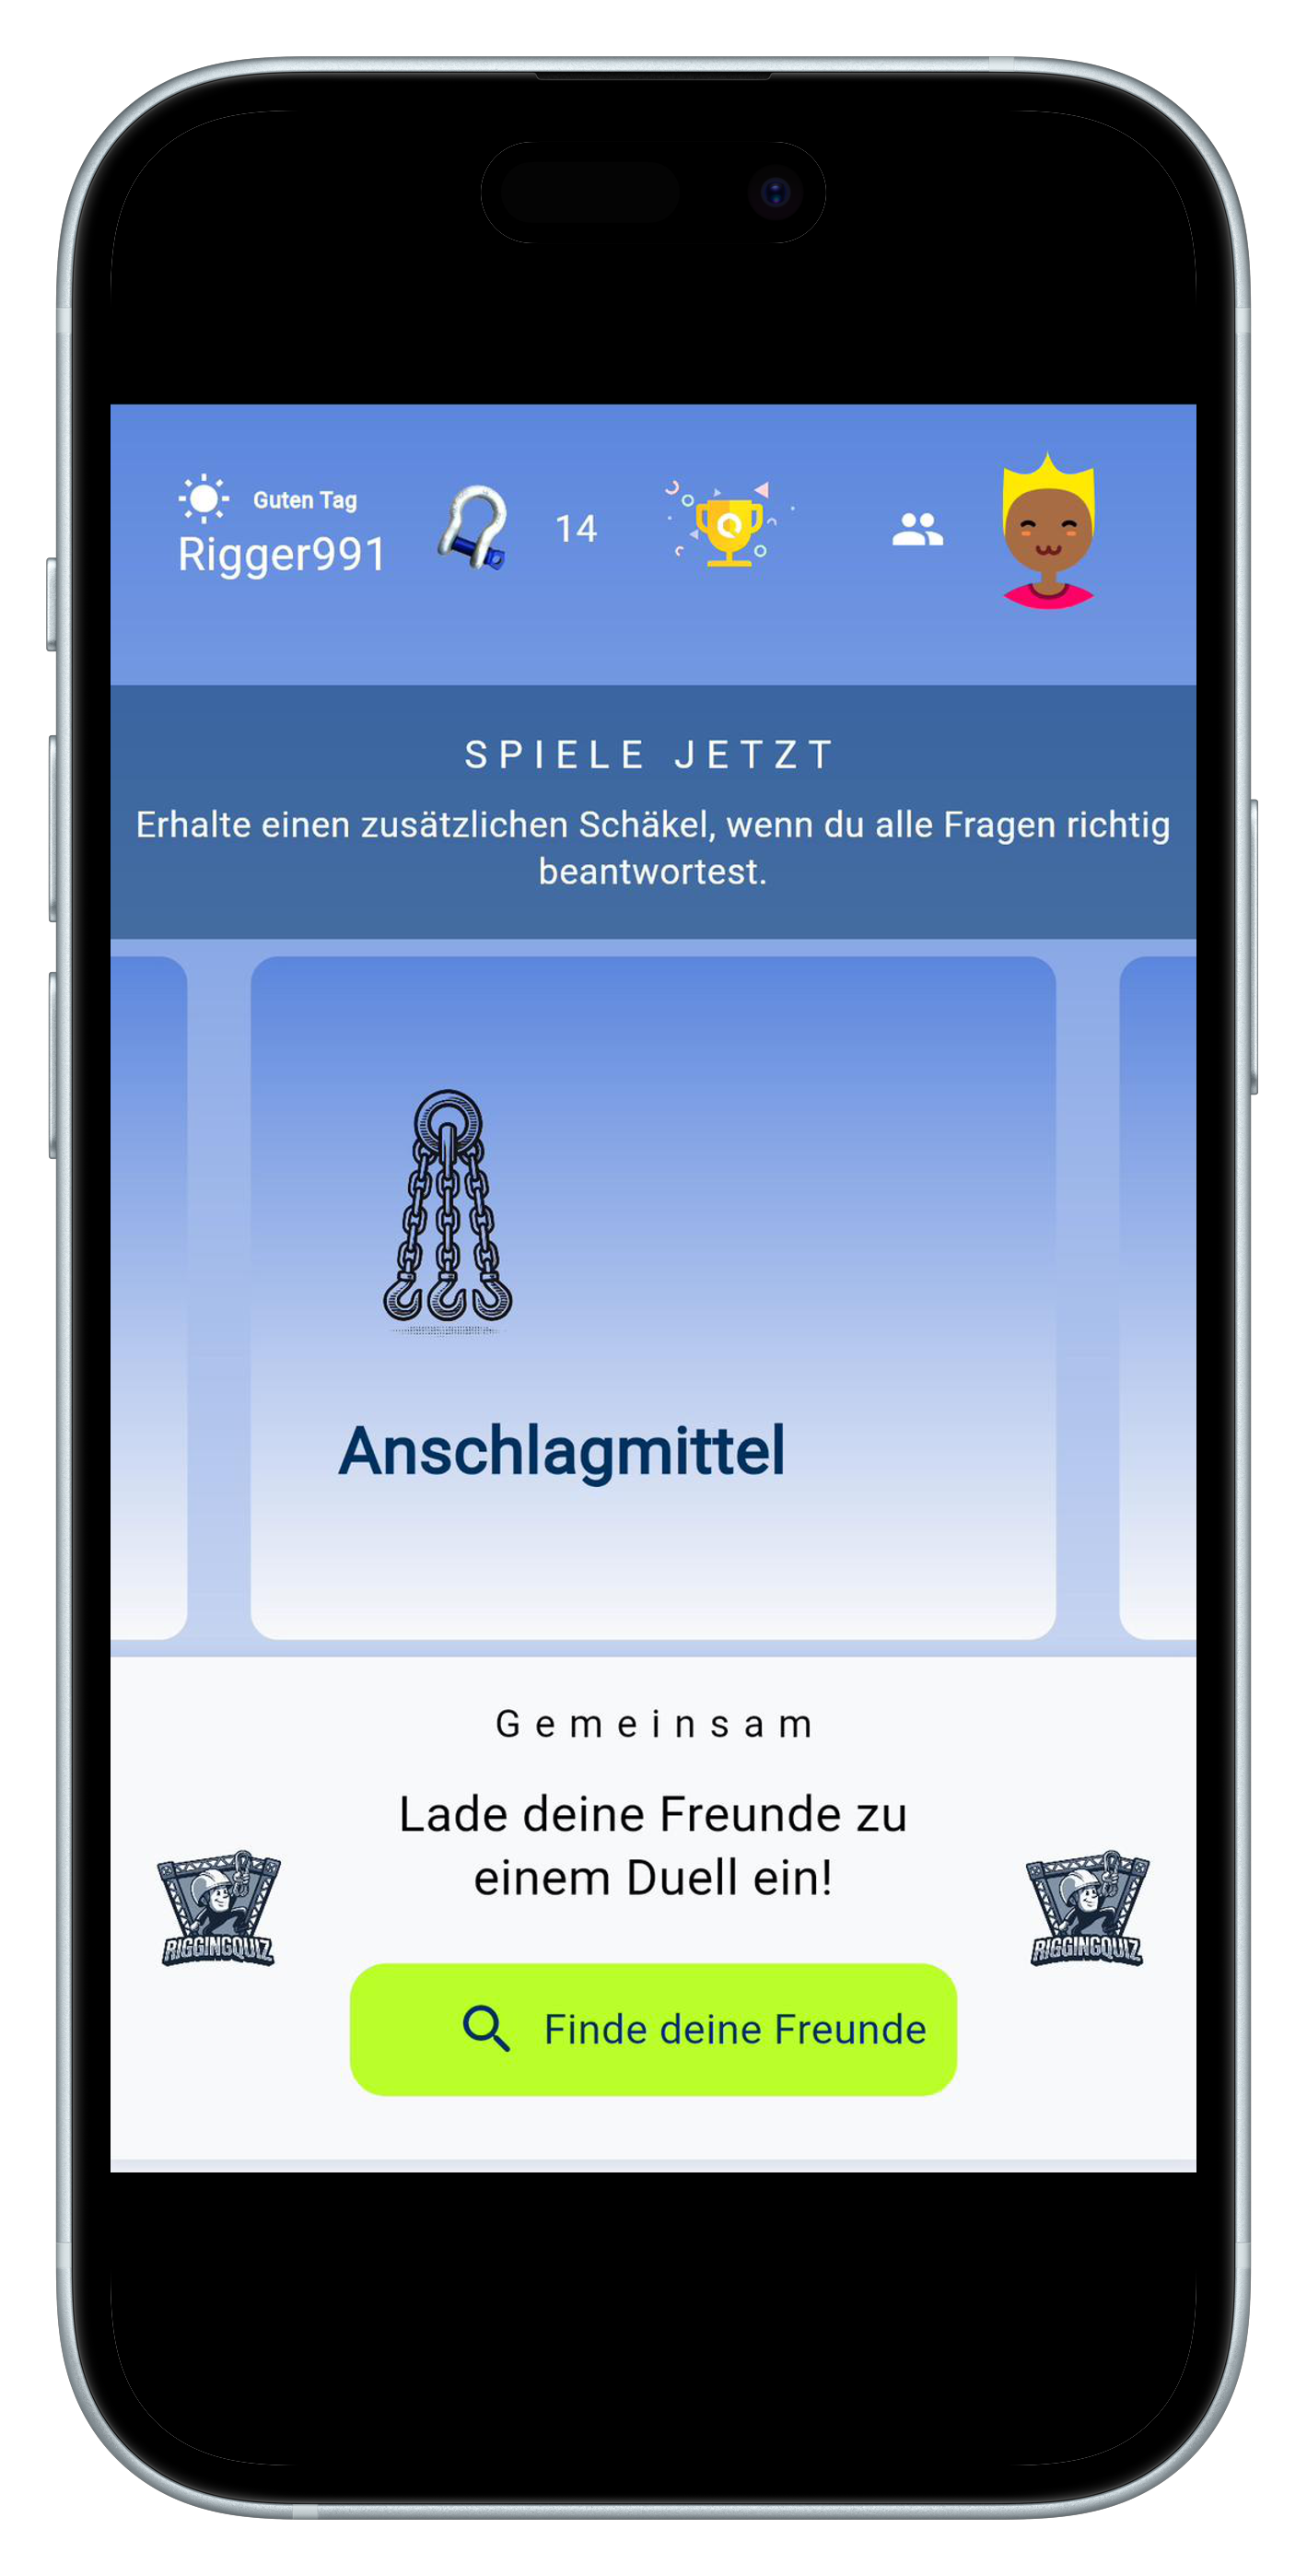 Guten Tag
Rigger991
14
SPIELE JETZT
Erhalte einen zusätzlichen Schäkel, wenn du alle Fragen richtig
beantwortest.
Anschlagmittel
Gemeinsam
Lade deine Freunde zu
einem Duell ein!
RIGGINGQUIZ
RIGGINGQUIZ
Finde deine Freunde